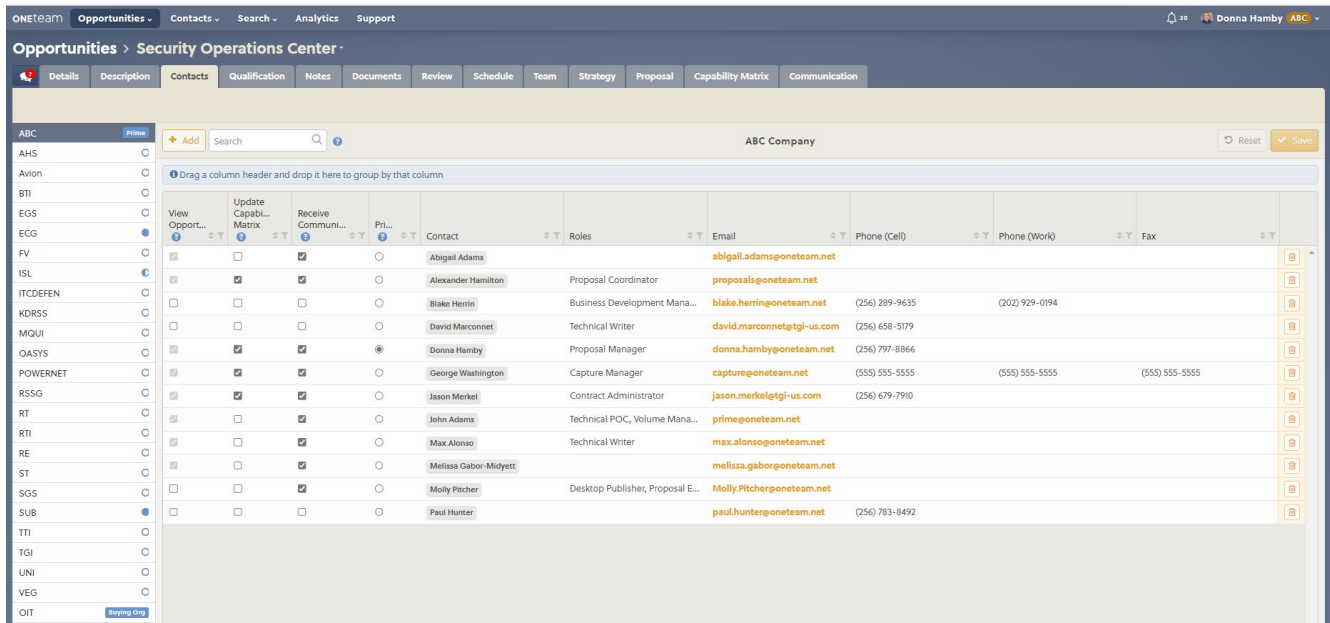 ONEteam Opportunities Contacts Search Analytics Support 30 Donna Hamby ABC
Opportunities > Security Operations Center
7 Details Description Contacts Qualification Notes Documents Review Schedule Team Strategy Proposal Capability Matrix Communication
ABC Prime
AHS
Avion
BTI
EGS
ECG
FV
ISL
ITCDEFEN
KDRSS
MQUI
OASYS
POWERNET
RSSG
RT
RTI
RE
ST
SGS
SUB
TTI
TGI
UNI
VEG
OIT Buying Org
+ Add Search ? ABC Company Reset Save
Drag a column header and drop it here to group by that column
View Opport... ? Update Capabi... Matrix ? Receive Communi... ? Pri... ? Contact Roles Email Phone (Cell) Phone (Work) Fax
Abigail Adams abigail.adams@oneteam.net
Alexander Hamilton Proposal Coordinator proposals@oneteam.net
Blake Herrin Business Development Mana... blake.herrin@oneteam.net (256) 289-9635 (202) 929-0194
David Marconnet Technical Writer david.marconnet@tgi-us.com (256) 658-5179
Donna Hamby Proposal Manager donna.hamby@oneteam.net (256) 797-8866
George Washington Capture Manager capture@oneteam.net (555) 555-5555 (555) 555-5555 (555) 555-5555
Jason Merkel Contract Administrator jason.merkel@tgi-us.com (256) 679-7910
John Adams Technical POC, Volume Mana... prime@oneteam.net
Max Alonso Technical Writer max.alonso@oneteam.net
Melissa Gabor-Midyett melissa.gabor@oneteam.net
Molly Pitcher Desktop Publisher, Proposal E... Molly.Pitcher@oneteam.net
Paul Hunter paul.hunter@oneteam.net (256) 783-8492